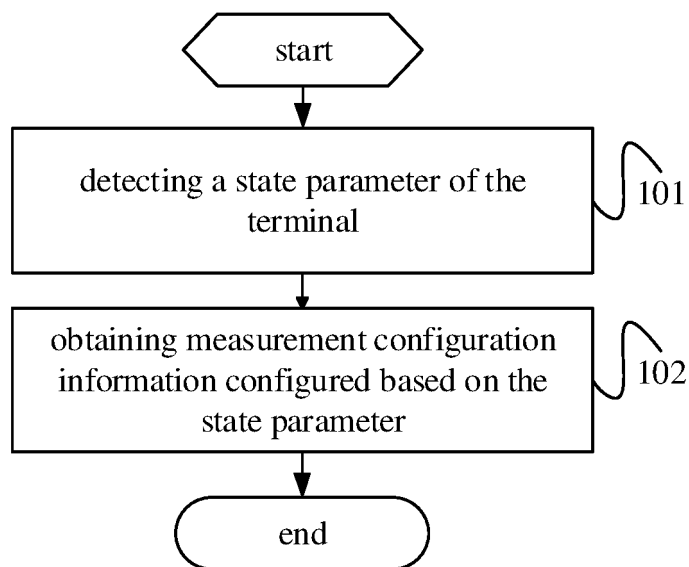 start
detecting a state parameter of the
terminal
101
obtaining measurement configuration
information configured based on the
state parameter
102
end